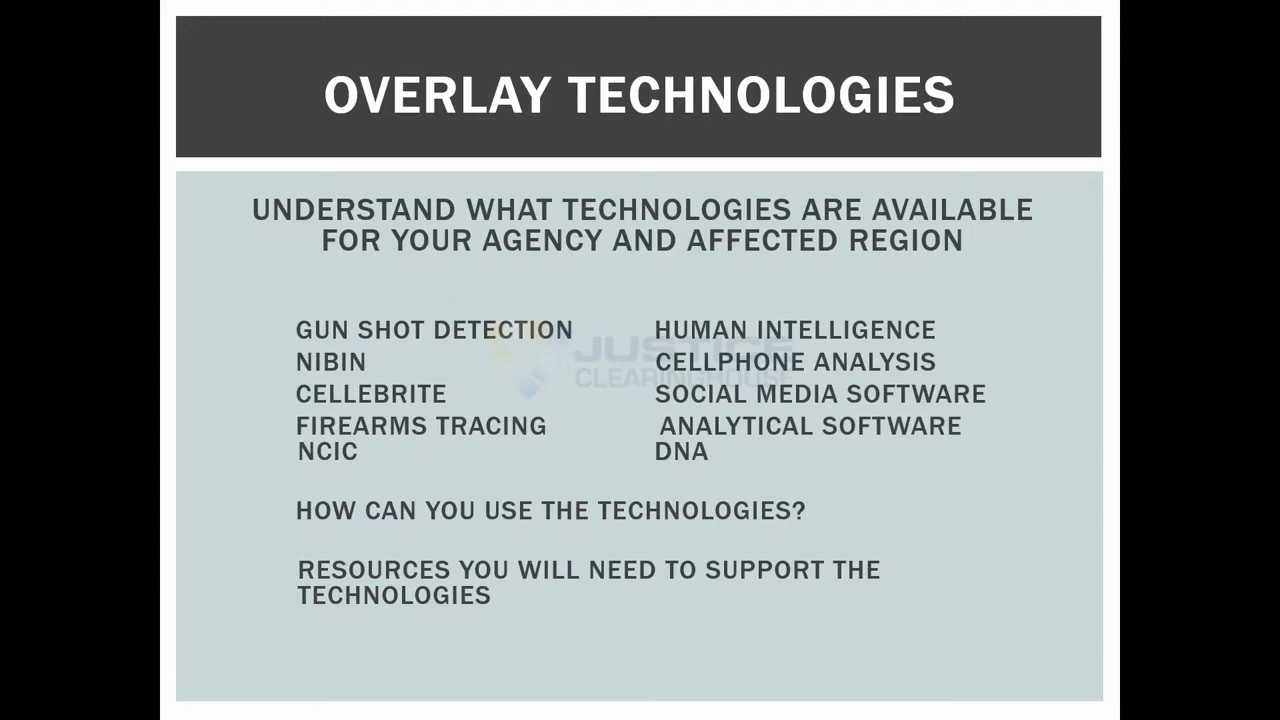 OVERLAY TECHNOLOGIES
UNDERSTAND WHAT TECHNOLOGIES ARE AVAILABLE
FOR YOUR AGENCY AND AFFECTED REGION
GUN SHOT DETECTION
NIBIN
CELLEBRITE
FIREARMS TRACING
NCIC
HUMAN INTELLIGENCE
CELLPHONE ANALYSIS
SOCIAL MEDIA SOFTWARE
ANALYTICAL SOFTWARE
DNA
HOW CAN YOU USE THE TECHNOLOGIES?
RESOURCES YOU WILL NEED TO SUPPORT THE
TECHNOLOGIES
JUSTICE
CLEARINGHOUSE